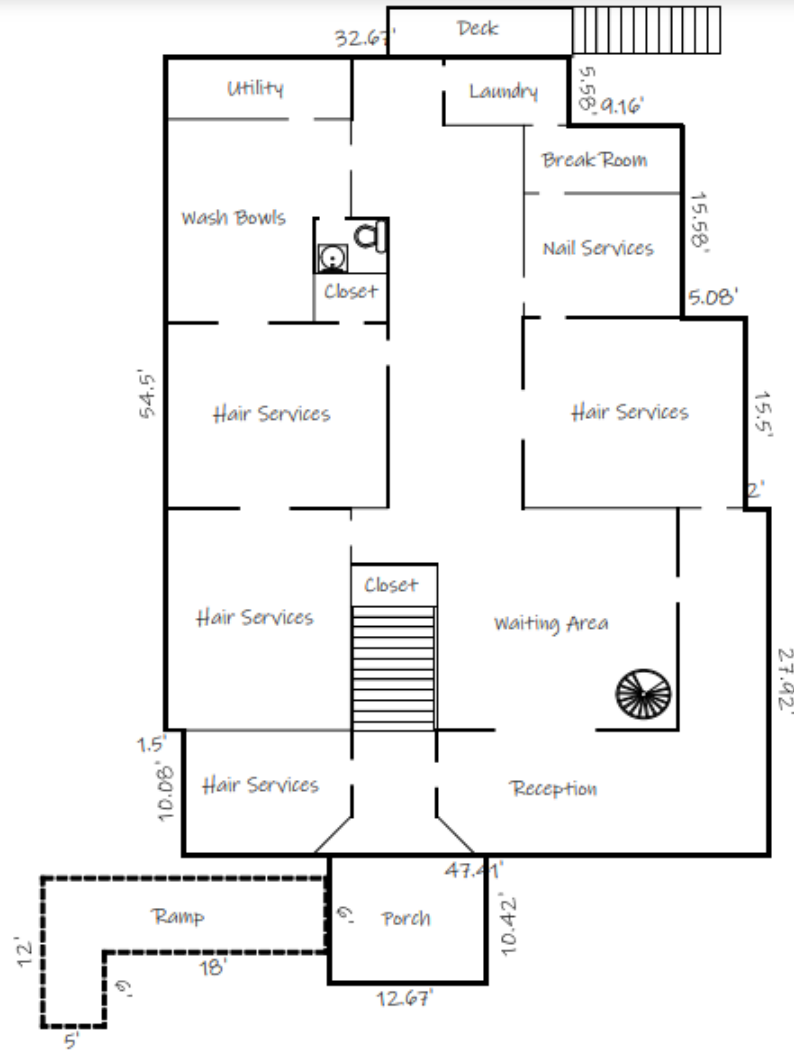 Deck
32.67'
Utility
Laundry
5.58'
9.16'
Break Room
Wash Bowls
15.58'
Nail Services
Closet
5.08'
54.5'
Hair Services
Hair Services
15.5'
2'
Closet
Hair Services
Waiting Area
27.92'
1.5'
10.08'
Hair Services
Reception
47.41'
Ramp
6'
Porch
10.42'
12'
18'
6'
12.67'
5'